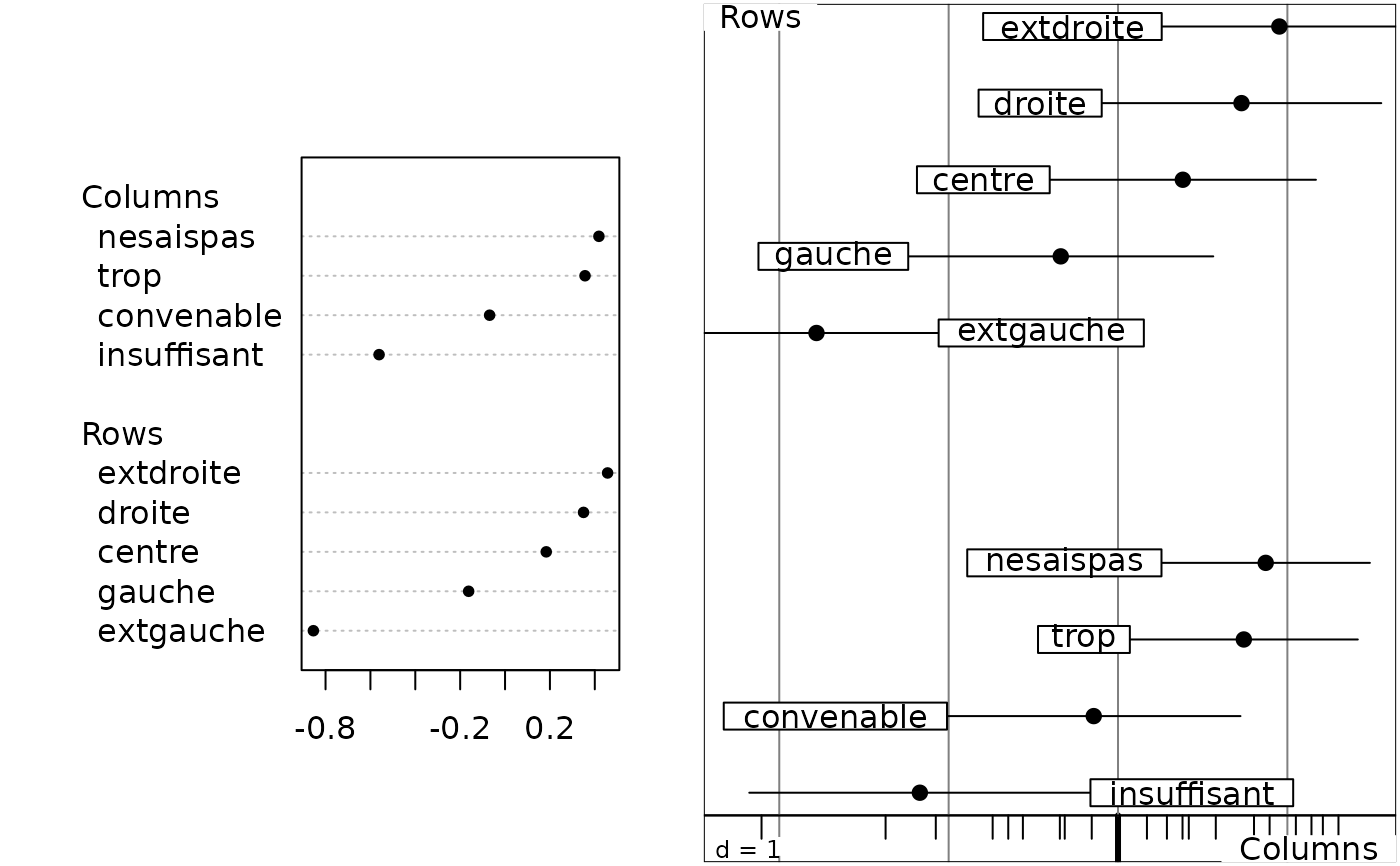 Columns
nesaispas
trop
convenable
insuffisant
Rows
extdroite
droite
centre
gauche
extgauche
-0.8 -0.2 0.2
Rows
extdroite
droite
centre
gauche
extgauche
nesaispas
trop
convenable
insuffisant
d = 1
Columns